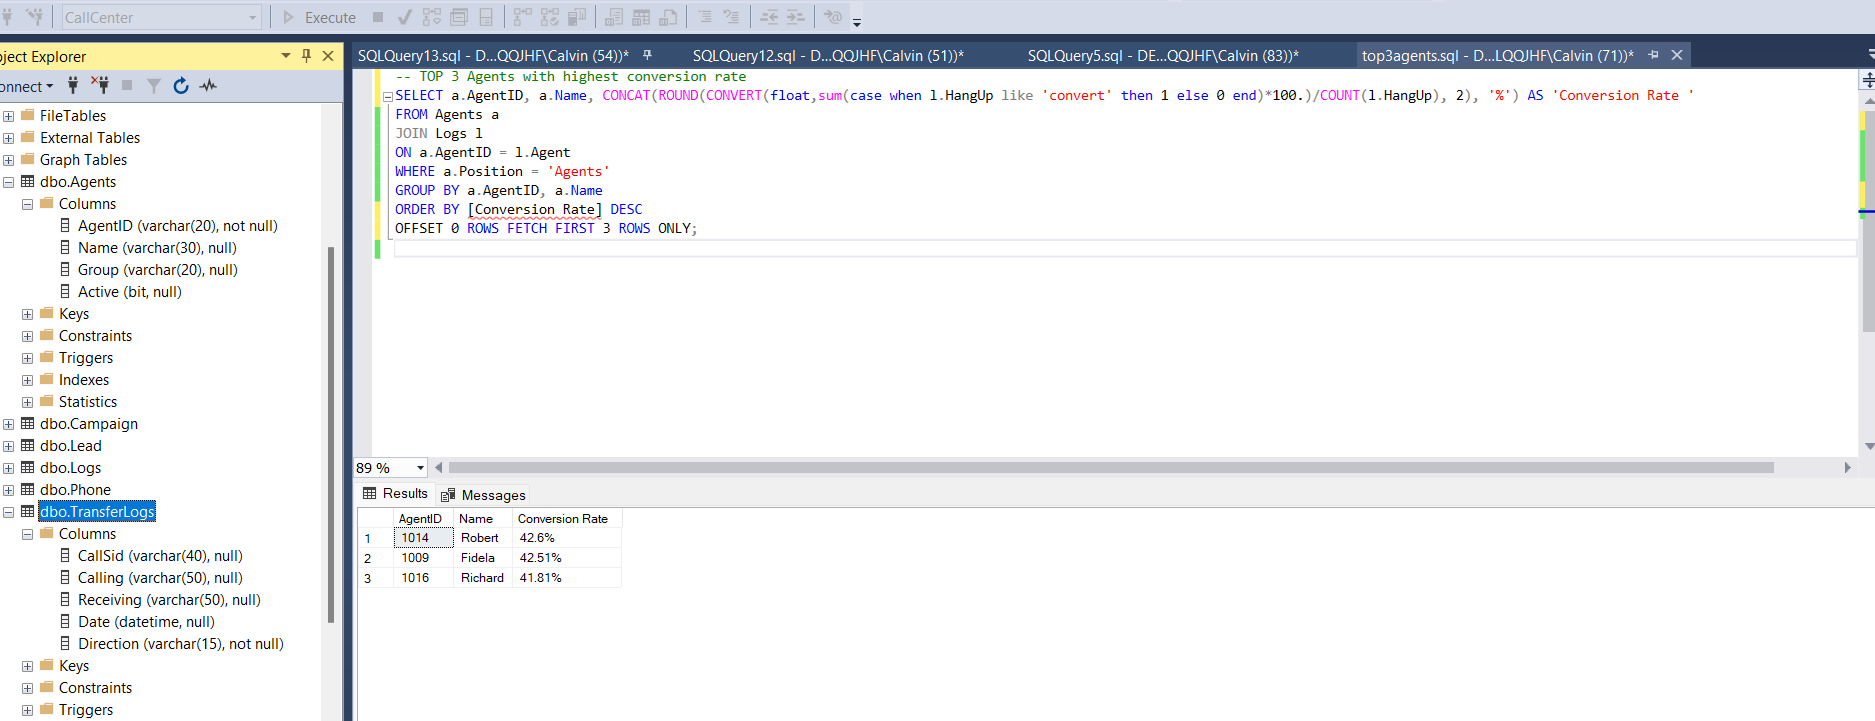 CallCenter
Execute
oject Explorer
onnect
FileTables
External Tables
Graph Tables
dbo.Agents
Columns
AgentID (varchar(20), not null)
Name (varchar(30), null)
Group (varchar(20), null)
Active (bit, null)
Keys
Constraints
Triggers
Indexes
Statistics
dbo.Campaign
dbo.Lead
dbo.Logs
dbo.Phone
dbo.TransferLogs
Columns
CallSid (varchar(40), null)
Calling (varchar(50), null)
Receiving (varchar(50), null)
Date (datetime, null)
Direction (varchar(15), not null)
Keys
Constraints
Triggers
SQLQuery13.sql - D...QQJHF\Calvin (54))*
SQLQuery12.sql - D...QQJHF\Calvin (51))*
SQLQuery5.sql - DE...QQJHF\Calvin (83))*
top3agents.sql - D...LQQJHF\Calvin (71))*
-- TOP 3 Agents with highest conversion rate
SELECT a.AgentID, a.Name, CONCAT(ROUND(CONVERT(float,sum(case when l.HangUp like 'convert' then 1 else 0 end)*100.)/COUNT(l.HangUp), 2), '%') AS 'Conversion Rate '
FROM Agents a
JOIN Logs l
ON a.AgentID = l.Agent
WHERE a.Position = 'Agents'
GROUP BY a.AgentID, a.Name
ORDER BY [Conversion Rate] DESC
OFFSET 0 ROWS FETCH FIRST 3 ROWS ONLY;
89 %
Results Messages
AgentID Name Conversion Rate
1 1014 Robert 42.6%
2 1009 Fidela 42.51%
3 1016 Richard 41.81%